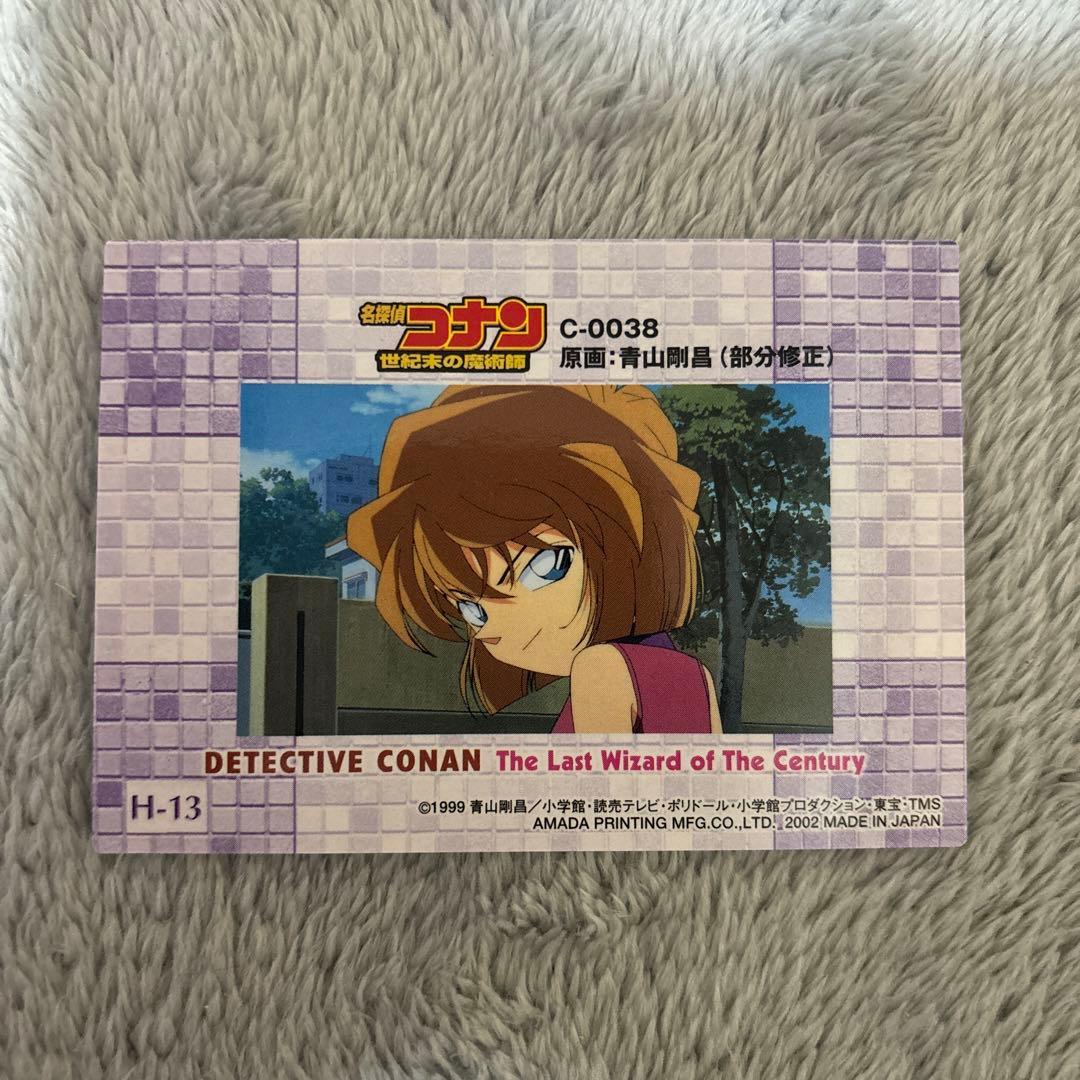 名探偵
コナン
世紀末の魔術師
C-0038
原画:青山剛昌(部分修正)
DETECTIVE CONAN The Last Wizard of The Century
H-13
©1999 青山剛昌/小学館・読売テレビ・ポリドール・小学館プロダクション・東宝・TMS
AMADA PRINTING MFG.CO.,LTD. 2002 MADE IN JAPAN